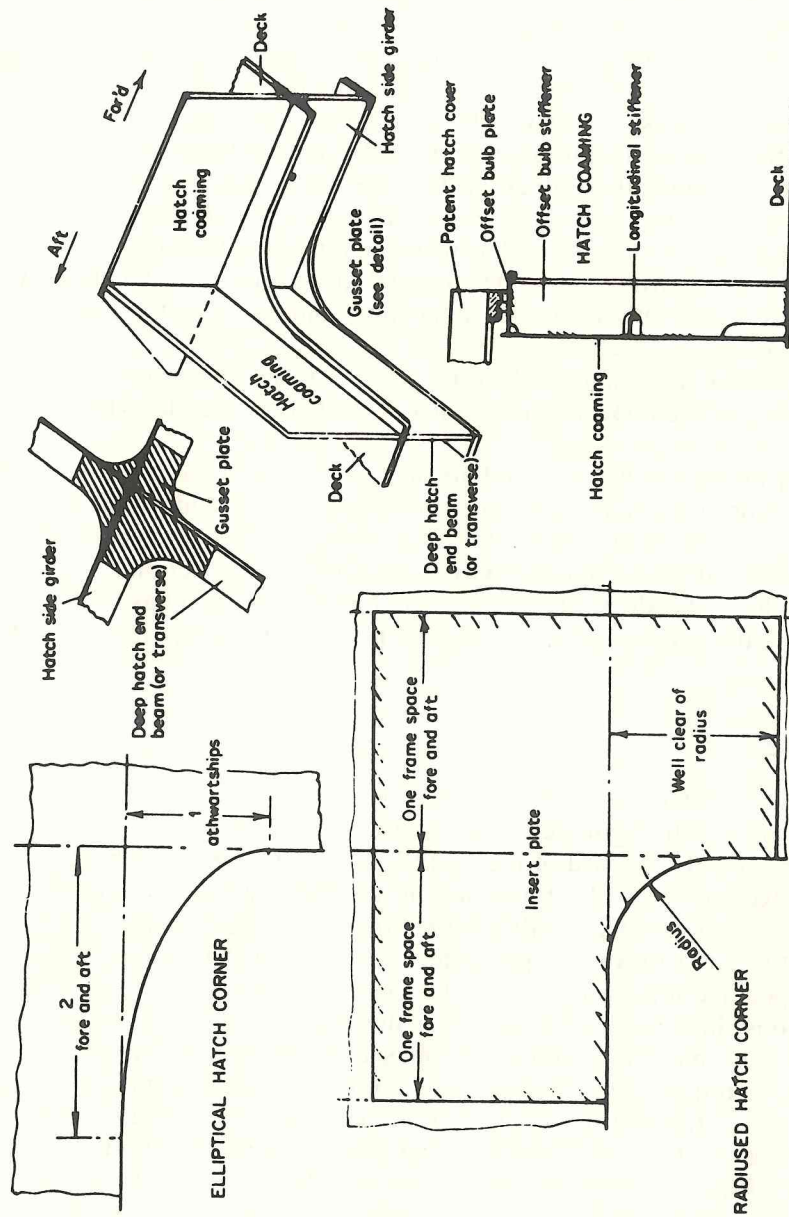 2
fore and aft
1
athwartships
ELLIPTICAL HATCH CORNER
Hatch side girder
Deep hatch end
beam (or transverse)
Gusset plate
Aft
For'd
Hatch
coaming
Hatch
coaming
Deck
Deck
Hatch side girder
Gusset plate
(see detail)
Deep hatch
end beam
(or transverse)
One frame space
fore and aft
One frame space
fore and aft
Insert plate
Well clear of
radius
Radius
RADIUSED HATCH CORNER
Patent hatch cover
Offset bulb plate
Offset bulb stiffener
HATCH COAMING
Longitudinal stiffener
Hatch coaming
Deck